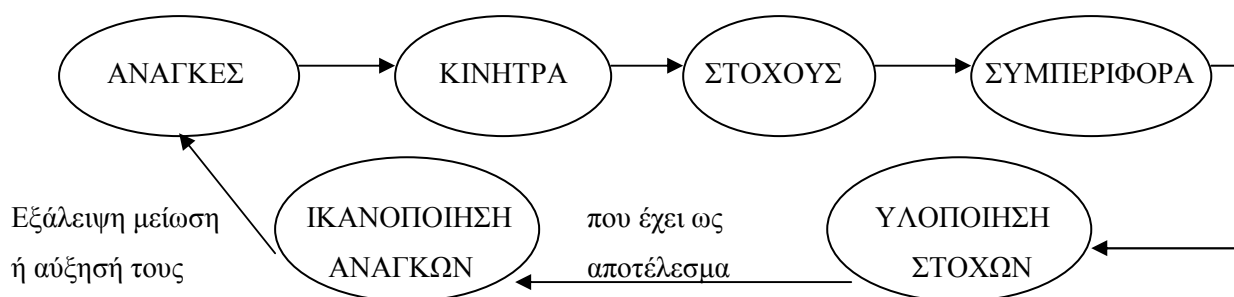 ΑΝΑΓΚΕΣ
ΚΙΝΗΤΡΑ
ΣΤΟΧΟΥΣ
ΣΥΜΠΕΡΙΦΟΡΑ
Εξάλειψη μείωση
ή αύξησή τους
ΙΚΑΝΟΠΟΙΗΣΗ
ΑΝΑΓΚΩΝ
που έχει ως
αποτέλεσμα
ΥΛΟΠΟΙΗΣΗ
ΣΤΟΧΩΝ